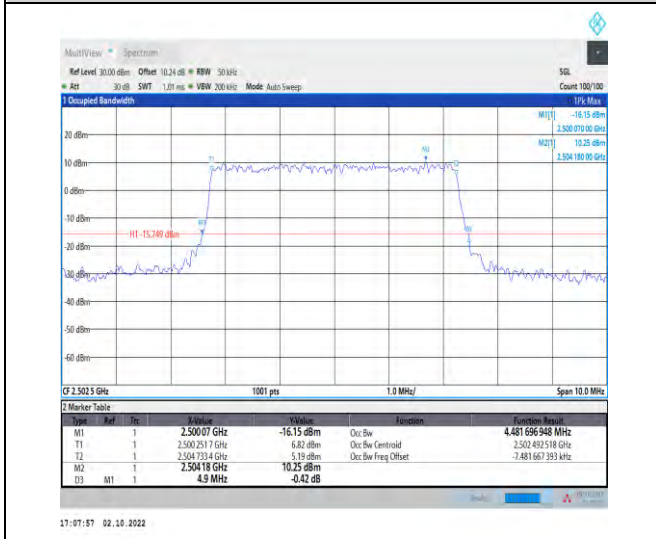 MultiView Spectrum
Ref Level 30.00 dBm Offset 10.24 dB RBW 50 kHz SGL
Att 30 dB SWT 1.01 ms VBW 200 kHz Mode Auto Sweep Count 100/100
1 Occupied Bandwidth 1Pk Max
M1[1] -16.15 dBm
2.500 070 00 GHz
M2[1] 10.25 dBm
2.504 180 00 GHz
20 dBm
T1 M2
10 dBm
0 dBm
-10 dBm
H1 -15.749 dBm
-20 dBm
-30 dBm
-40 dBm
-50 dBm
-60 dBm
CF 2.502 5 GHz 1001 pts 1.0 MHz/ Span 10.0 MHz
2 Marker Table
Type Ref Trc X-Value Y-Value Function Function Result
M1 1 2.50007 GHz -16.15 dBm Occ Bw 4.481 696 948 MHz
T1 1 2.500 251 7 GHz 6.82 dBm Occ Bw Centroid 2.502 492 518 GHz
T2 1 2.504 733 4 GHz 5.19 dBm Occ Bw Freq Offset -7.481 667 393 kHz
M2 1 2.504 18 GHz 10.25 dBm
D3 M1 1 4.9 MHz -0.42 dB
17:07:57 02.10.2022